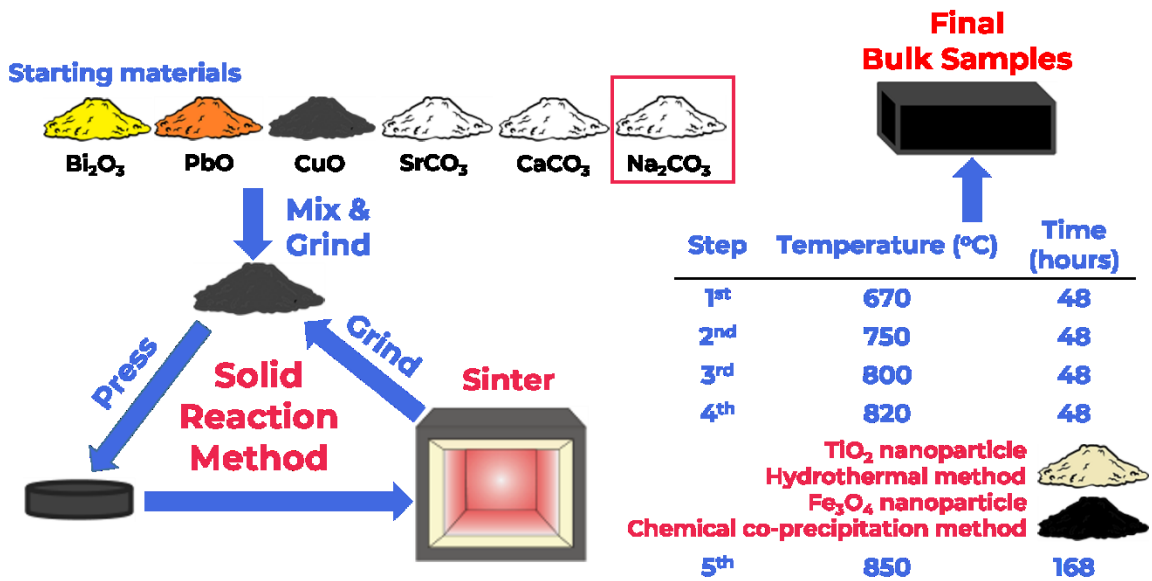 Starting materials
Bi₂O₃ PbO CuO SrCO₃ CaCO₃ Na₂CO₃
Mix &
Grind
Press
Grind
Solid
Reaction
Method
Sinter
Final
Bulk Samples
Step Temperature (ºC) Time
(hours)
1ˢᵗ 670 48
2ⁿᵈ 750 48
3ʳᵈ 800 48
4ᵗʰ 820 48
TiO₂ nanoparticle
Hydrothermal method
Fe₃O₄ nanoparticle
Chemical co-precipitation method
5ᵗʰ 850 168